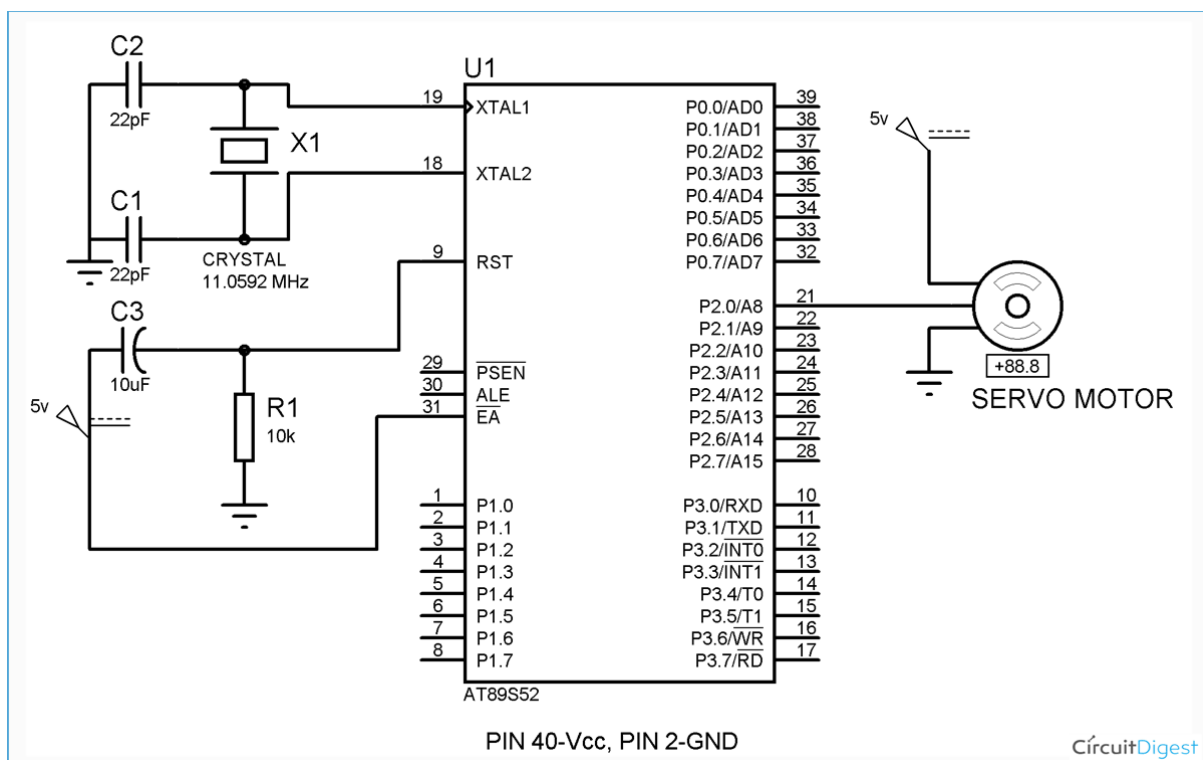 C2
22pF
X1
C1
22pF
CRYSTAL
11.0592 MHz
C3
10uF
5v
R1
10k
U1
19 XTAL1
18 XTAL2
9 RST
29 PSEN
30 ALE
31 EA
1 P1.0
2 P1.1
3 P1.2
4 P1.3
5 P1.4
6 P1.5
7 P1.6
8 P1.7
P0.0/AD0 39
P0.1/AD1 38
P0.2/AD2 37
P0.3/AD3 36
P0.4/AD4 35
P0.5/AD5 34
P0.6/AD6 33
P0.7/AD7 32
P2.0/A8 21
P2.1/A9 22
P2.2/A10 23
P2.3/A11 24
P2.4/A12 25
P2.5/A13 26
P2.6/A14 27
P2.7/A15 28
P3.0/RXD 10
P3.1/TXD 11
P3.2/INT0 12
P3.3/INT1 13
P3.4/T0 14
P3.5/T1 15
P3.6/WR 16
P3.7/RD 17
AT89S52
5v
+88.8
SERVO MOTOR
PIN 40-Vcc, PIN 2-GND
CircuitDigest